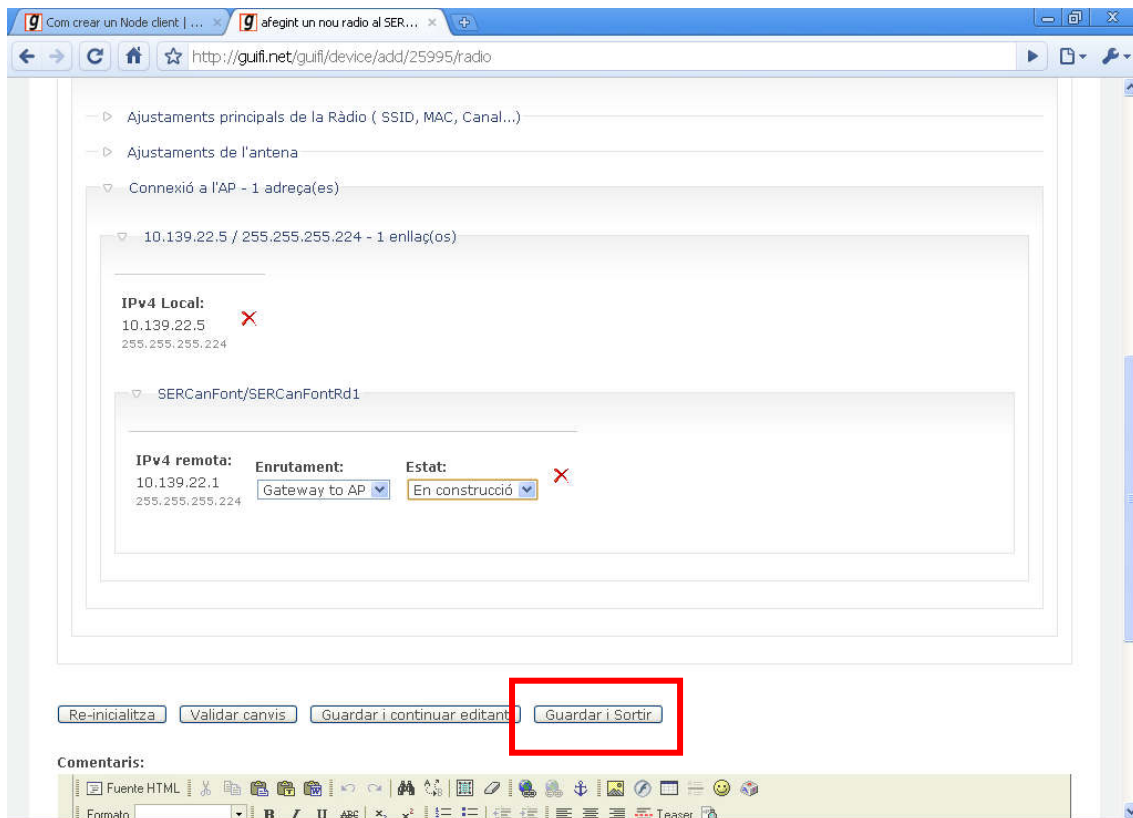 Com crear un Node client | ...
afegint un nou radio al SER...
http://guifi.net/guifi/device/add/25995/radio
Ajustaments principals de la Ràdio ( SSID, MAC, Canal...)
Ajustaments de l'antena
Connexió a l'AP - 1 adreça(es)
10.139.22.5 / 255.255.255.224 - 1 enllaç(os)
IPv4 Local:
10.139.22.5
255.255.255.224
SERCanFont/SERCanFontRd1
IPv4 remota: Enrutament: Estat:
10.139.22.1 Gateway to AP En construcció
255.255.255.224
Re-inicialitza Validar canvis Guardar i continuar editant Guardar i Sortir
Comentaris:
Fuente HTML
Formato B I U ABC x₂ x² Teaser